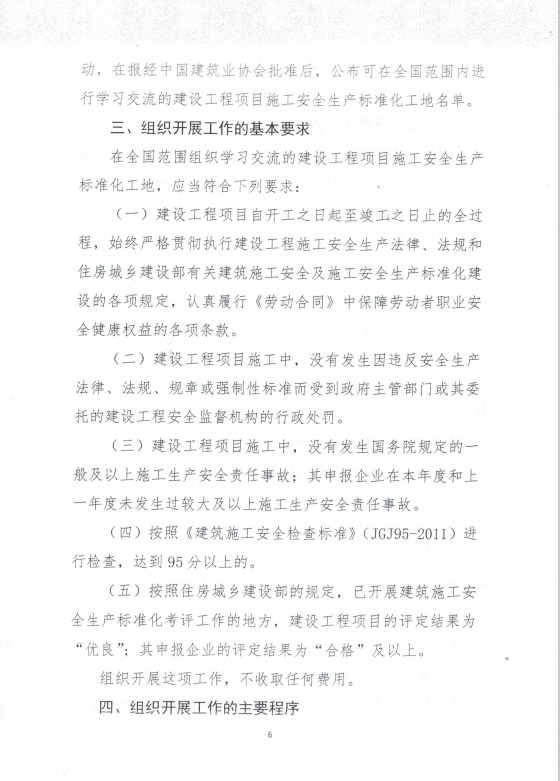 动，在报经中国建筑业协会批准后，公布可在全国范围内进
行学习交流的建设工程项目施工安全生产标准化工地名单。
三、组织开展工作的基本要求
在全国范围组织学习交流的建设工程项目施工安全生产
标准化工地，应当符合下列要求：
（一）建设工程项目自开工之日起至竣工之日止的全过
程，始终严格贯彻执行建设工程施工安全生产法律、法规和
住房城乡建设部有关建筑施工安全及施工安全生产标准化建
设的各项规定，认真履行《劳动合同》中保障劳动者职业安
全健康权益的各项条款。
（二）建设工程项目施工中，没有发生因违反安全生产
法律、法规、规章或强制性标准而受到政府主管部门或其委
托的建设工程安全监督机构的行政处罚。
（三）建设工程项目施工中，没有发生国务院规定的一
般及以上施工生产安全责任事故；其申报企业在本年度和上
一年度未发生过较大及以上施工生产安全责任事故。
（四）按照《建筑施工安全检查标准》（JGJ95-2011）进
行检查，达到 95 分以上的。
（五）按照住房城乡建设部的规定，已开展建筑施工安
全生产标准化考评工作的地方，建设工程项目的评定结果为
“优良”；其申报企业的评定结果为“合格”及以上。
组织开展这项工作，不收取任何费用。
四、组织开展工作的主要程序
6